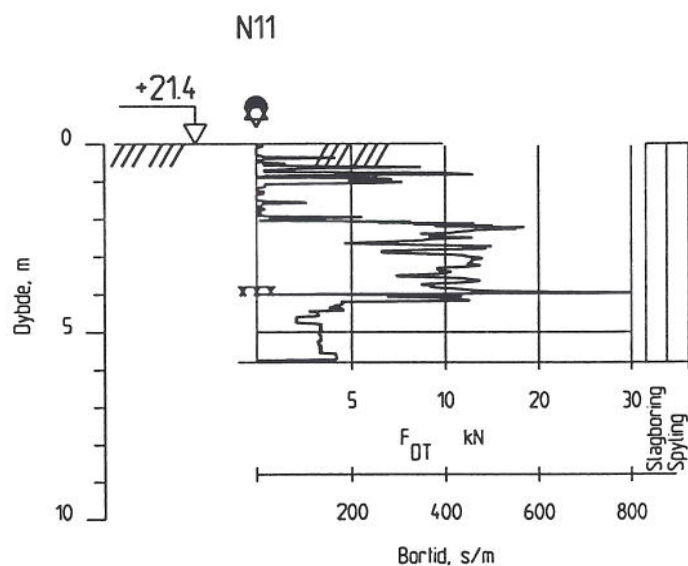 N11
+21.4
0
Dybde, m
5
5 10 20 30
F_DT kN
Slagboring
Spyling
10
200 400 600 800
Bortid, s/m